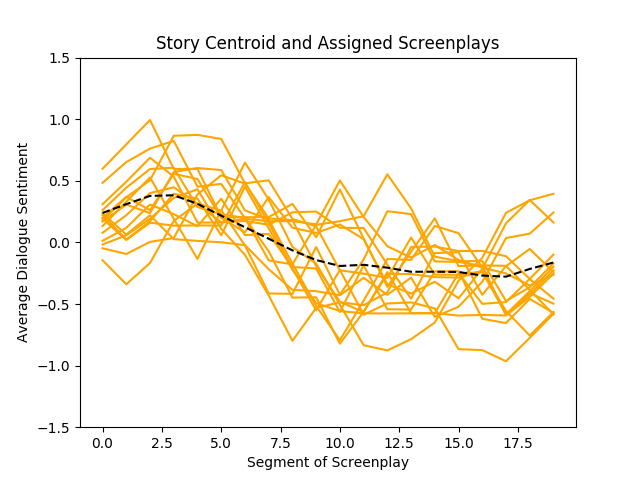 Story Centroid and Assigned Screenplays
1.5
1.0
0.5
0.0
−0.5
−1.0
−1.5
Average Dialogue Sentiment
0.0 2.5 5.0 7.5 10.0 12.5 15.0 17.5
Segment of Screenplay